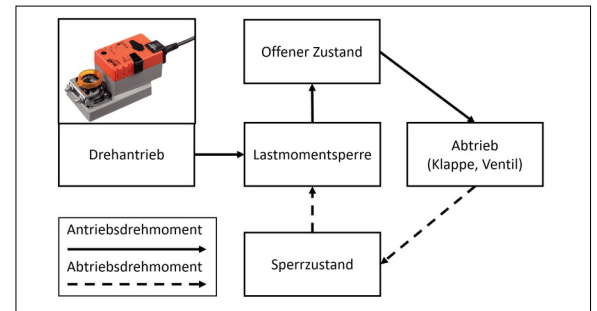 Offener Zustand
Drehantrieb
Lastmomentsperre
Abtrieb
(Klappe, Ventil)
Antriebsdrehmoment
Abtriebsdrehmoment
Sperrzustand